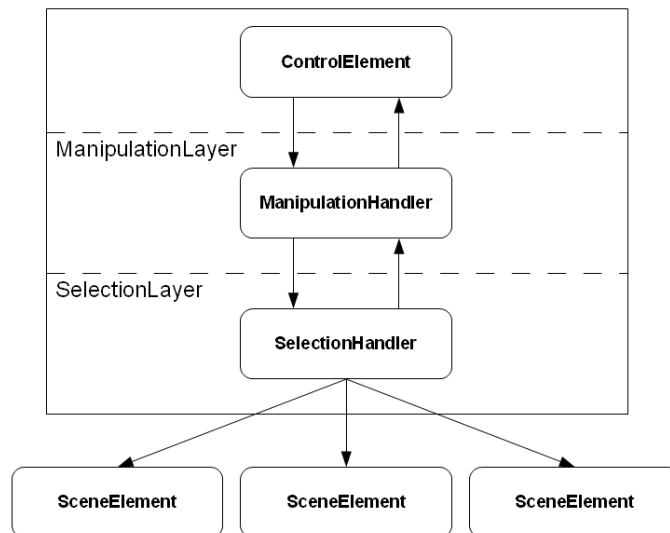 ControlElement
ManipulationLayer
ManipulationHandler
SelectionLayer
SelectionHandler
SceneElement
SceneElement
SceneElement